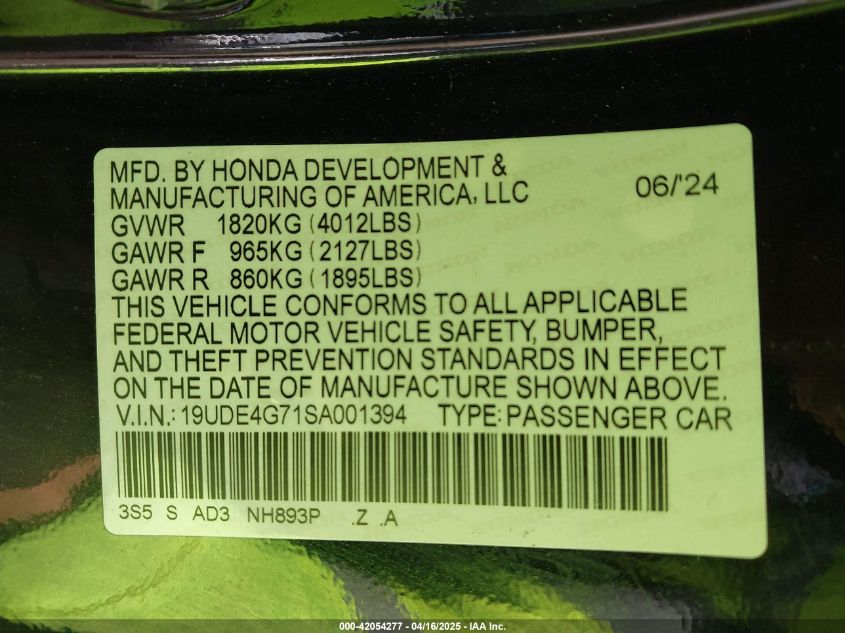 MFD. BY HONDA DEVELOPMENT &
MANUFACTURING OF AMERICA, LLC 06/'24
GVWR 1820KG (4012LBS)
GAWR F 965KG (2127LBS)
GAWR R 860KG (1895LBS)
THIS VEHICLE CONFORMS TO ALL APPLICABLE
FEDERAL MOTOR VEHICLE SAFETY, BUMPER,
AND THEFT PREVENTION STANDARDS IN EFFECT
ON THE DATE OF MANUFACTURE SHOWN ABOVE.
V.I.N.: 19UDE4G71SA001394 TYPE: PASSENGER CAR
3S5 S AD3 NH893P .Z .A
000-42054277 - 04/16/2025 - IAA Inc.